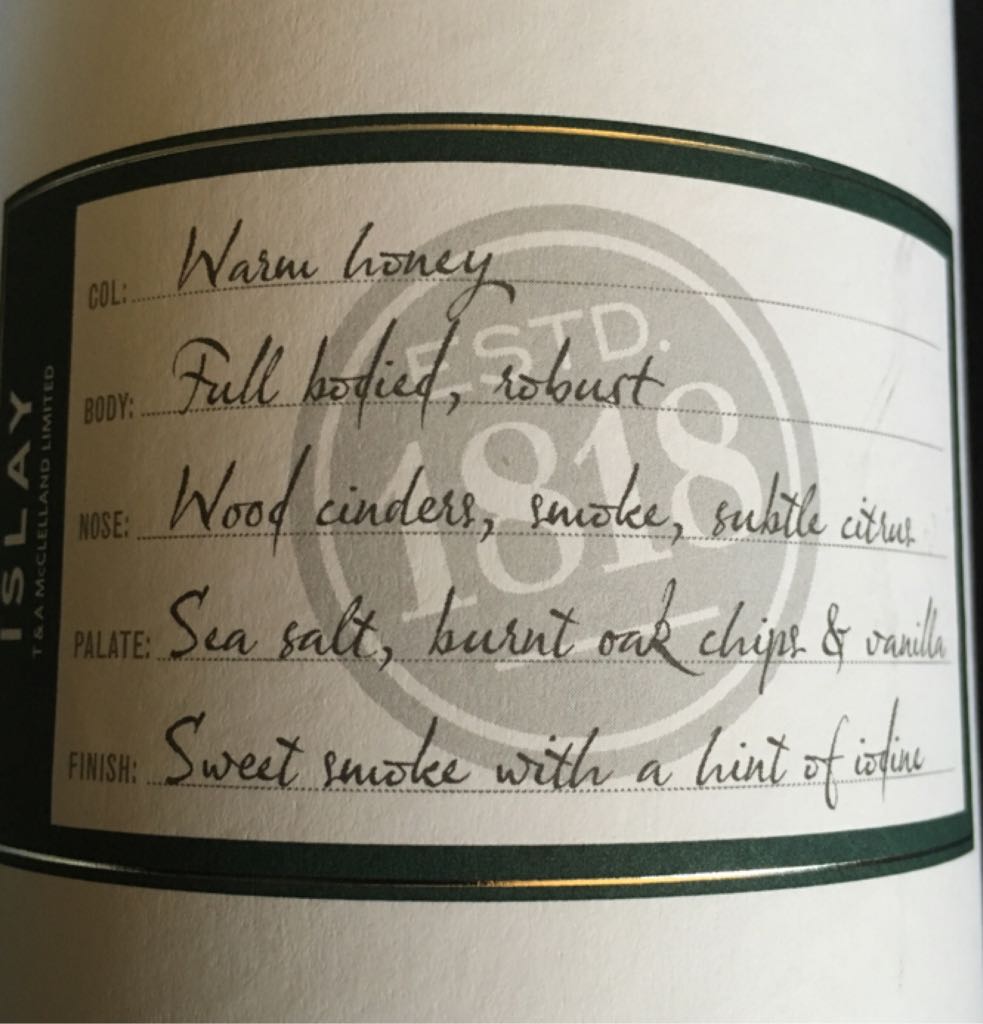 COL: Warm honey
BODY: Full bodied, robust
NOSE: Wood cinders, smoke, subtle citrus
PALATE: Sea salt, burnt oak chips & vanilla
FINISH: Sweet smoke with a hint of iodine
ESTD.
1818
ISLAY
T & A McCLELLAND LIMITED